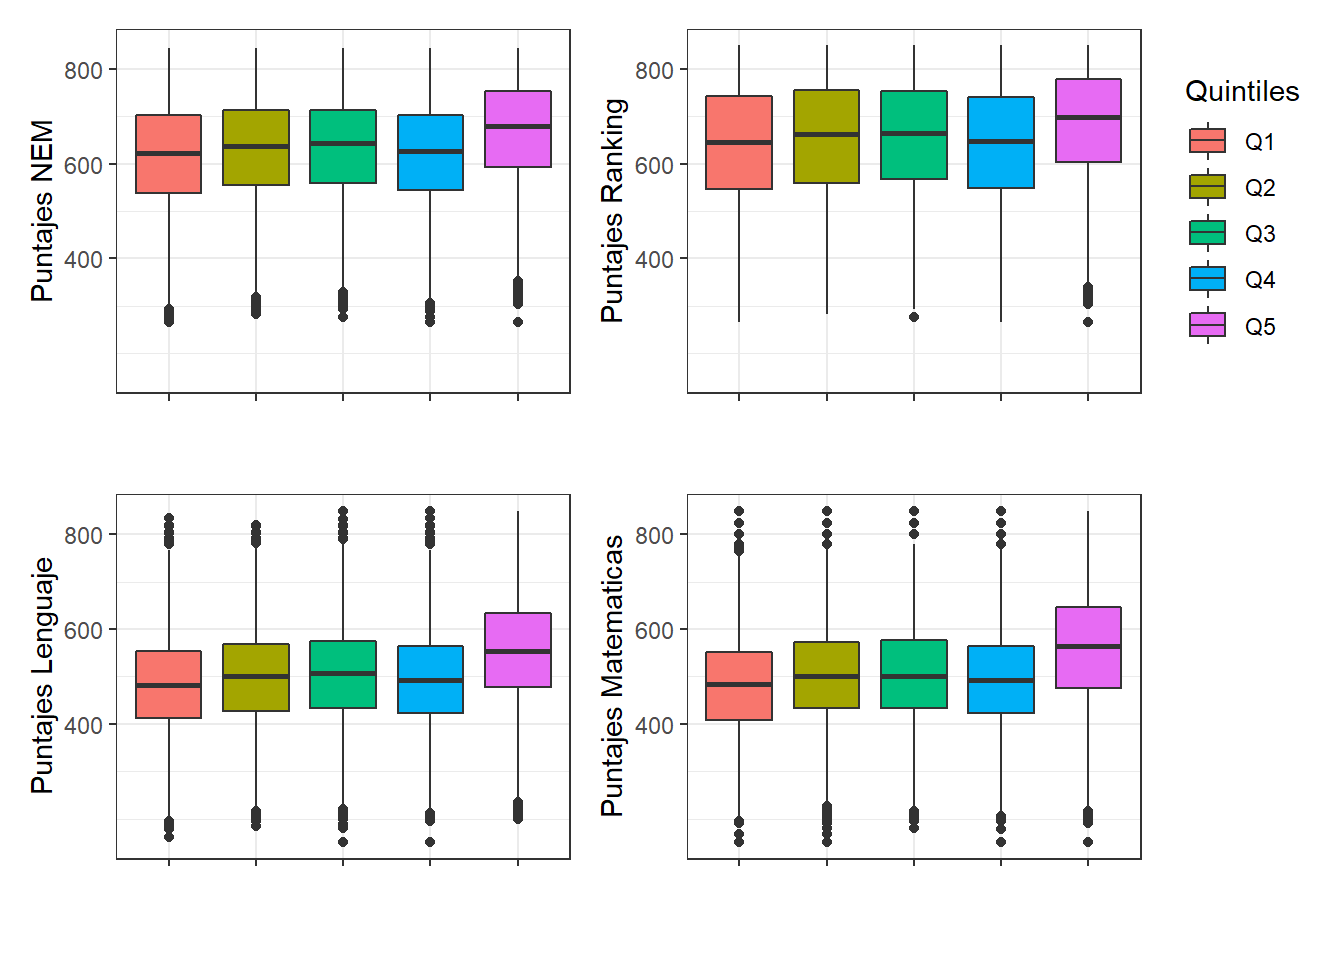 Puntajes NEM
800
600
400
Puntajes Ranking
800
600
400
Quintiles
Q1
Q2
Q3
Q4
Q5
Puntajes Lenguaje
800
600
400
Puntajes Matematicas
800
600
400